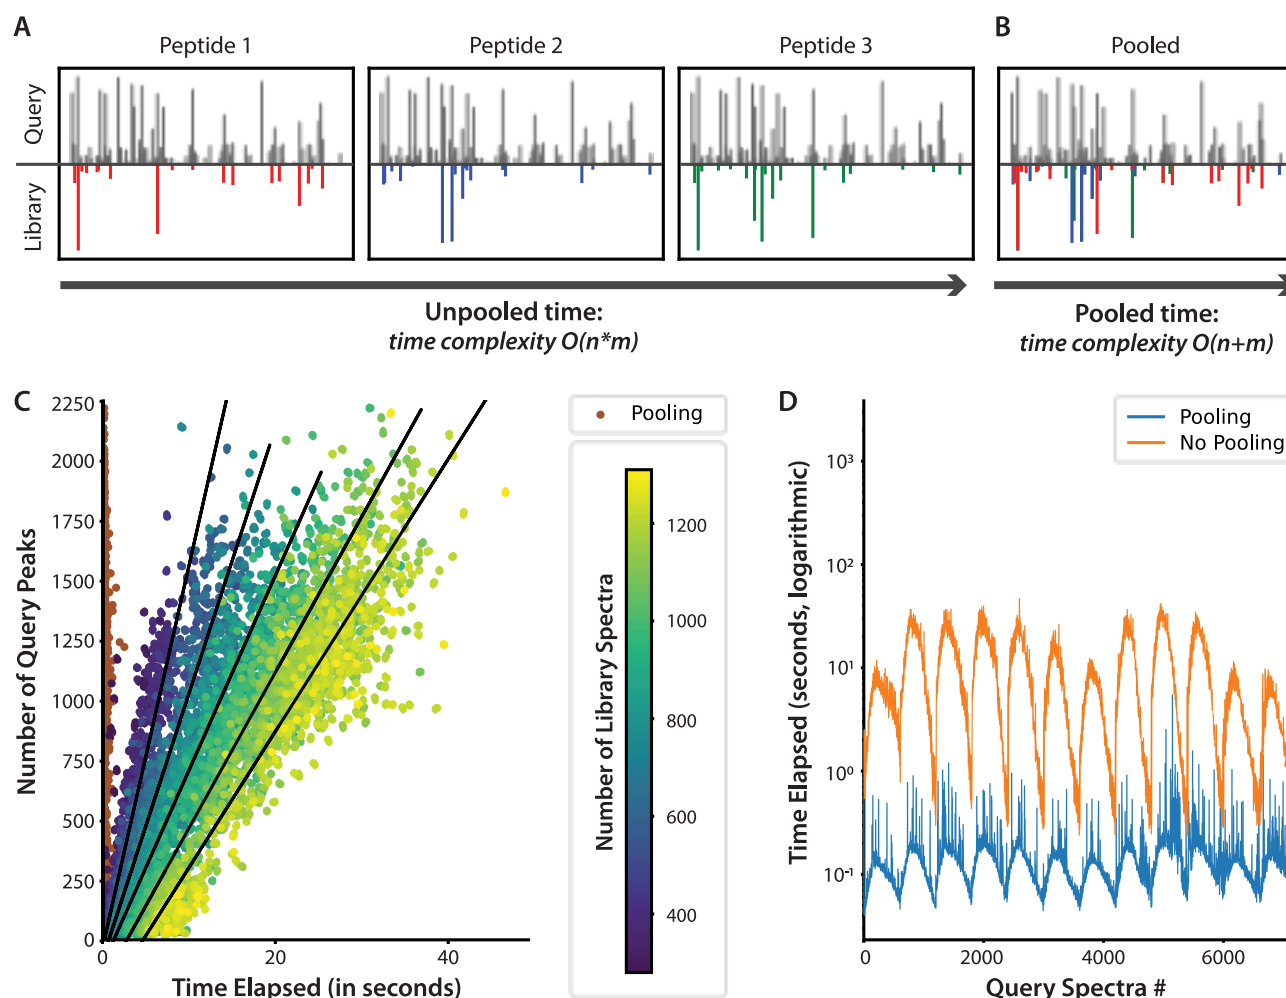 A
B
Peptide 1
Peptide 2
Peptide 3
Pooled
Query
Library
Unpooled time:
time complexity O(n*m)
Pooled time:
time complexity O(n+m)
C
2250
2000
1750
1500
1250
1000
750
500
250
0
Number of Query Peaks
0
20
40
Time Elapsed (in seconds)
Pooling
Number of Library Spectra
1200
1000
800
600
400
D
Pooling
No Pooling
10³
10²
10¹
10⁰
10⁻¹
Time Elapsed (seconds, logarithmic)
0
2000
4000
6000
Query Spectra #